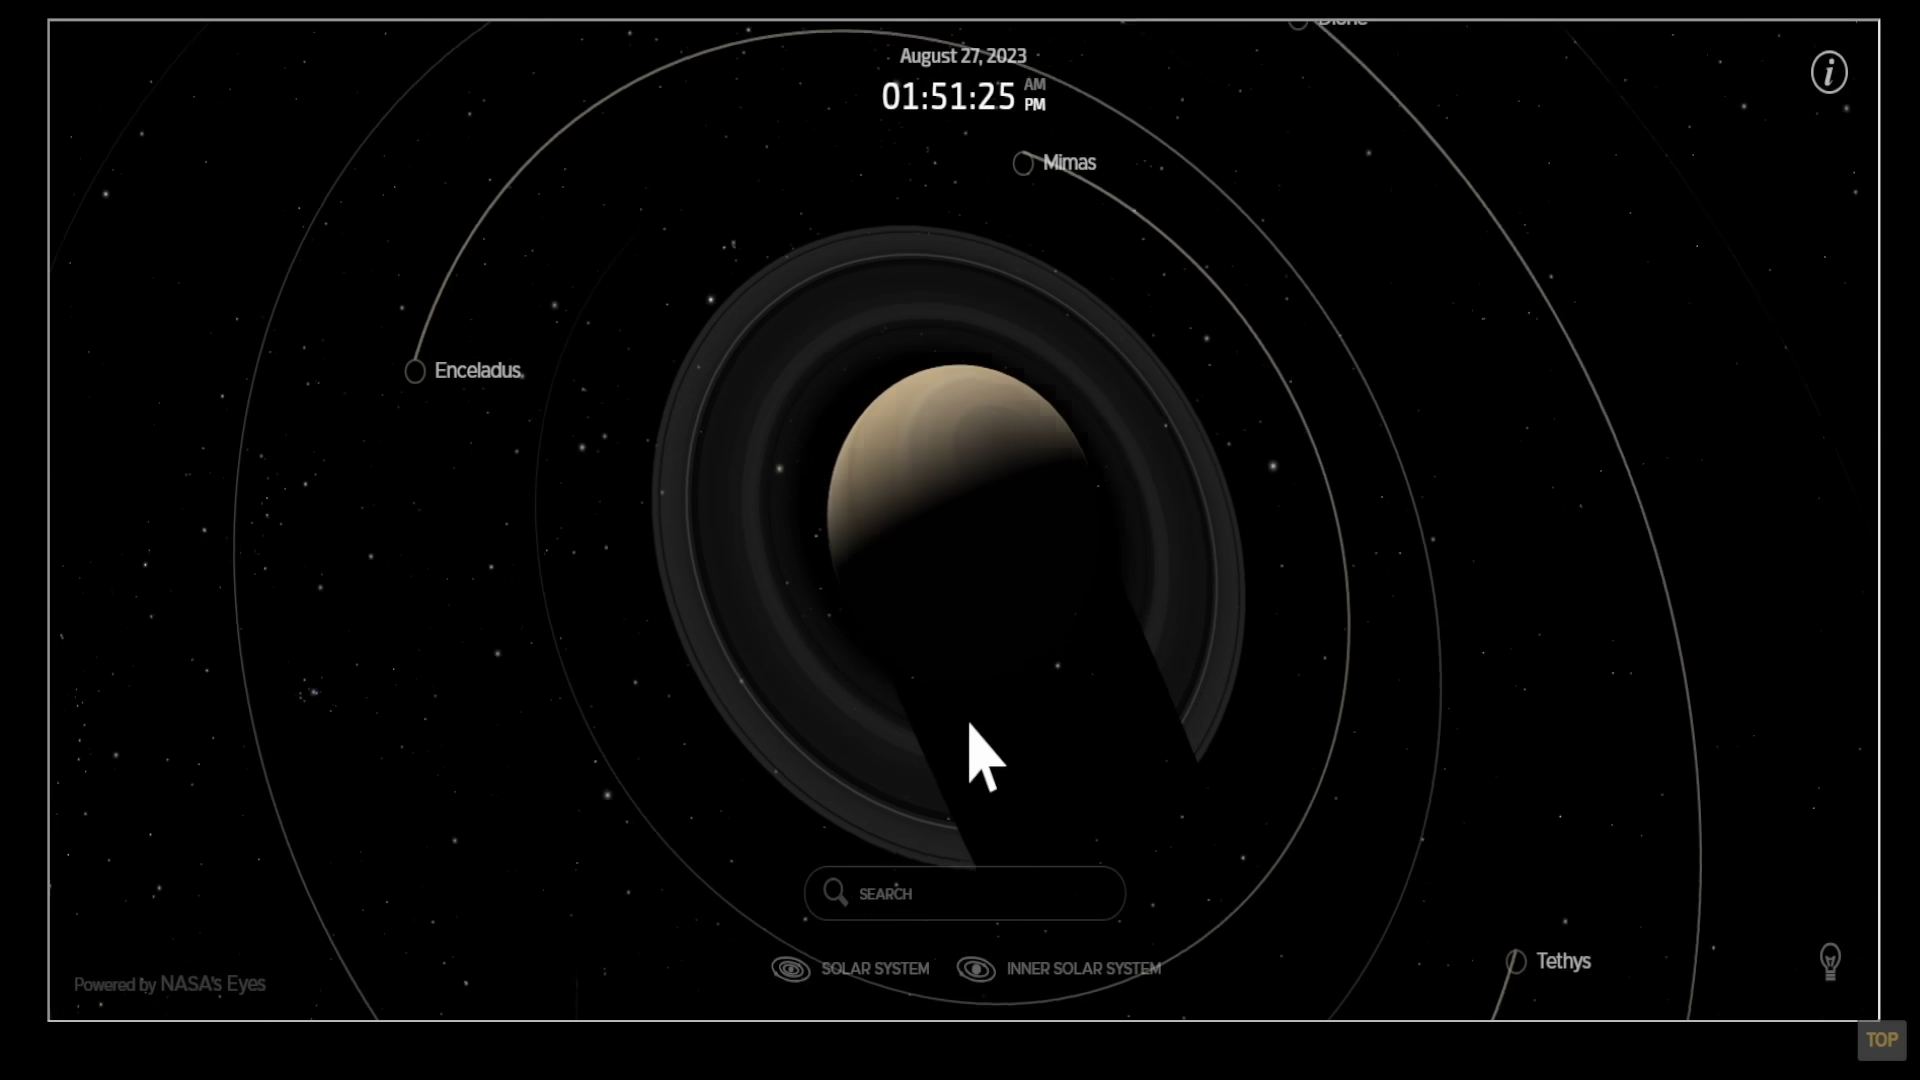 Dione
August 27, 2023
01:51:25 AM
PM
i
Mimas
Enceladus
SEARCH
Tethys
SOLAR SYSTEM INNER SOLAR SYSTEM
Powered by NASA's Eyes
TOP